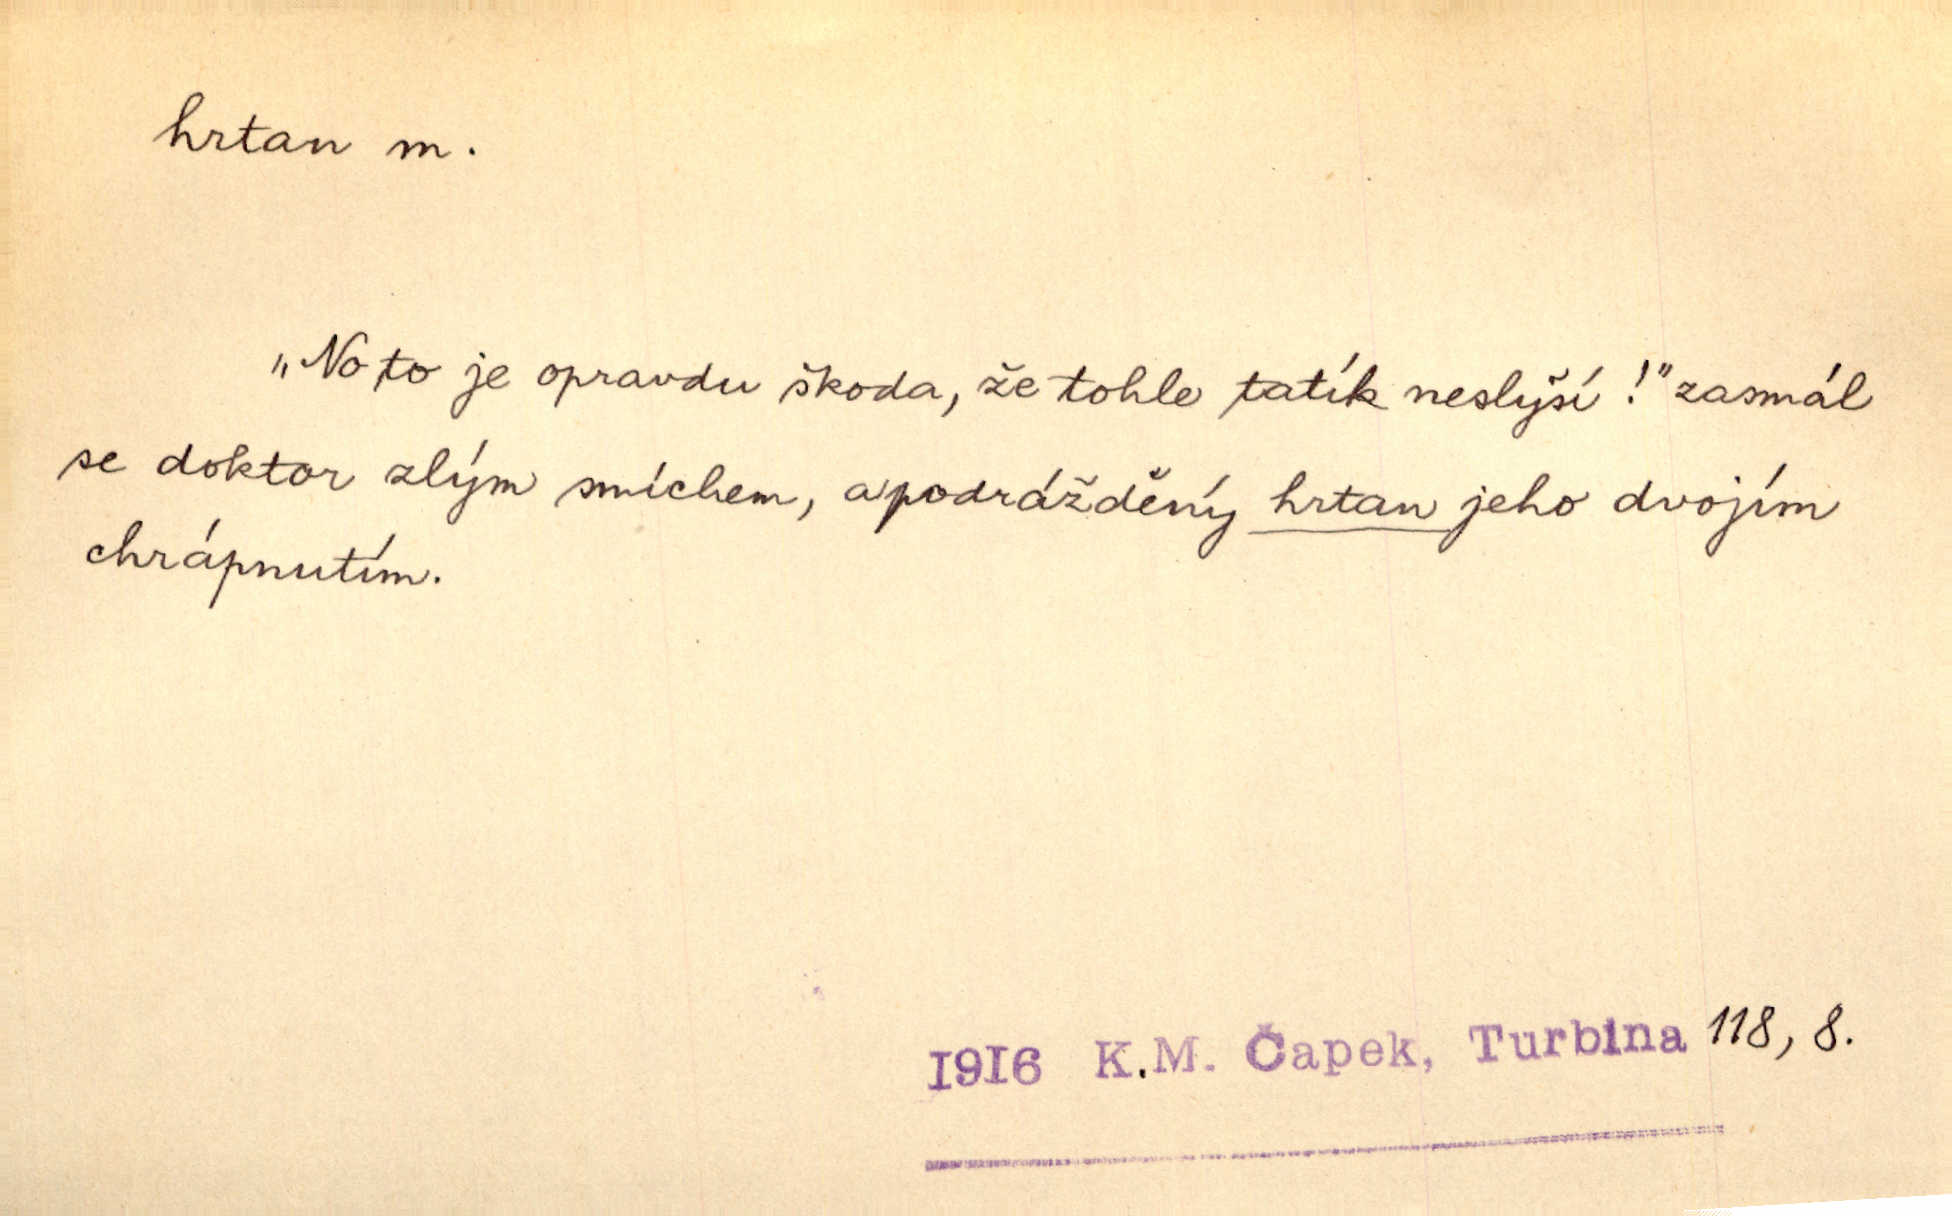 hrtan m.
„No to je opravdu škoda, že tohle tatík neslyší!" zasmál
se doktor zlým smíchem, a podrážděný hrtan jeho dvojím
chrápnutím.
1916 K.M. Čapek, Turbina 118, 8.